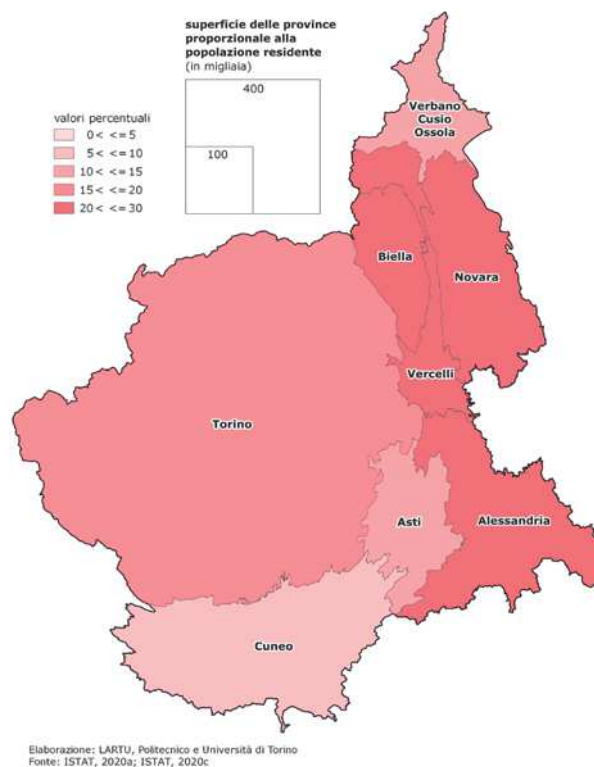 superficie delle province
proporzionale alla
popolazione residente
(in migliaia)
400
100
valori percentuali
0 < <= 5
5 < <= 10
10 < <= 15
15 < <= 20
20 < <= 30
Verbano
Cusio
Ossola
Biella
Novara
Vercelli
Torino
Asti
Alessandria
Cuneo
Elaborazione: LARTU, Politecnico e Università di Torino
Fonte: ISTAT, 2020a; ISTAT, 2020c